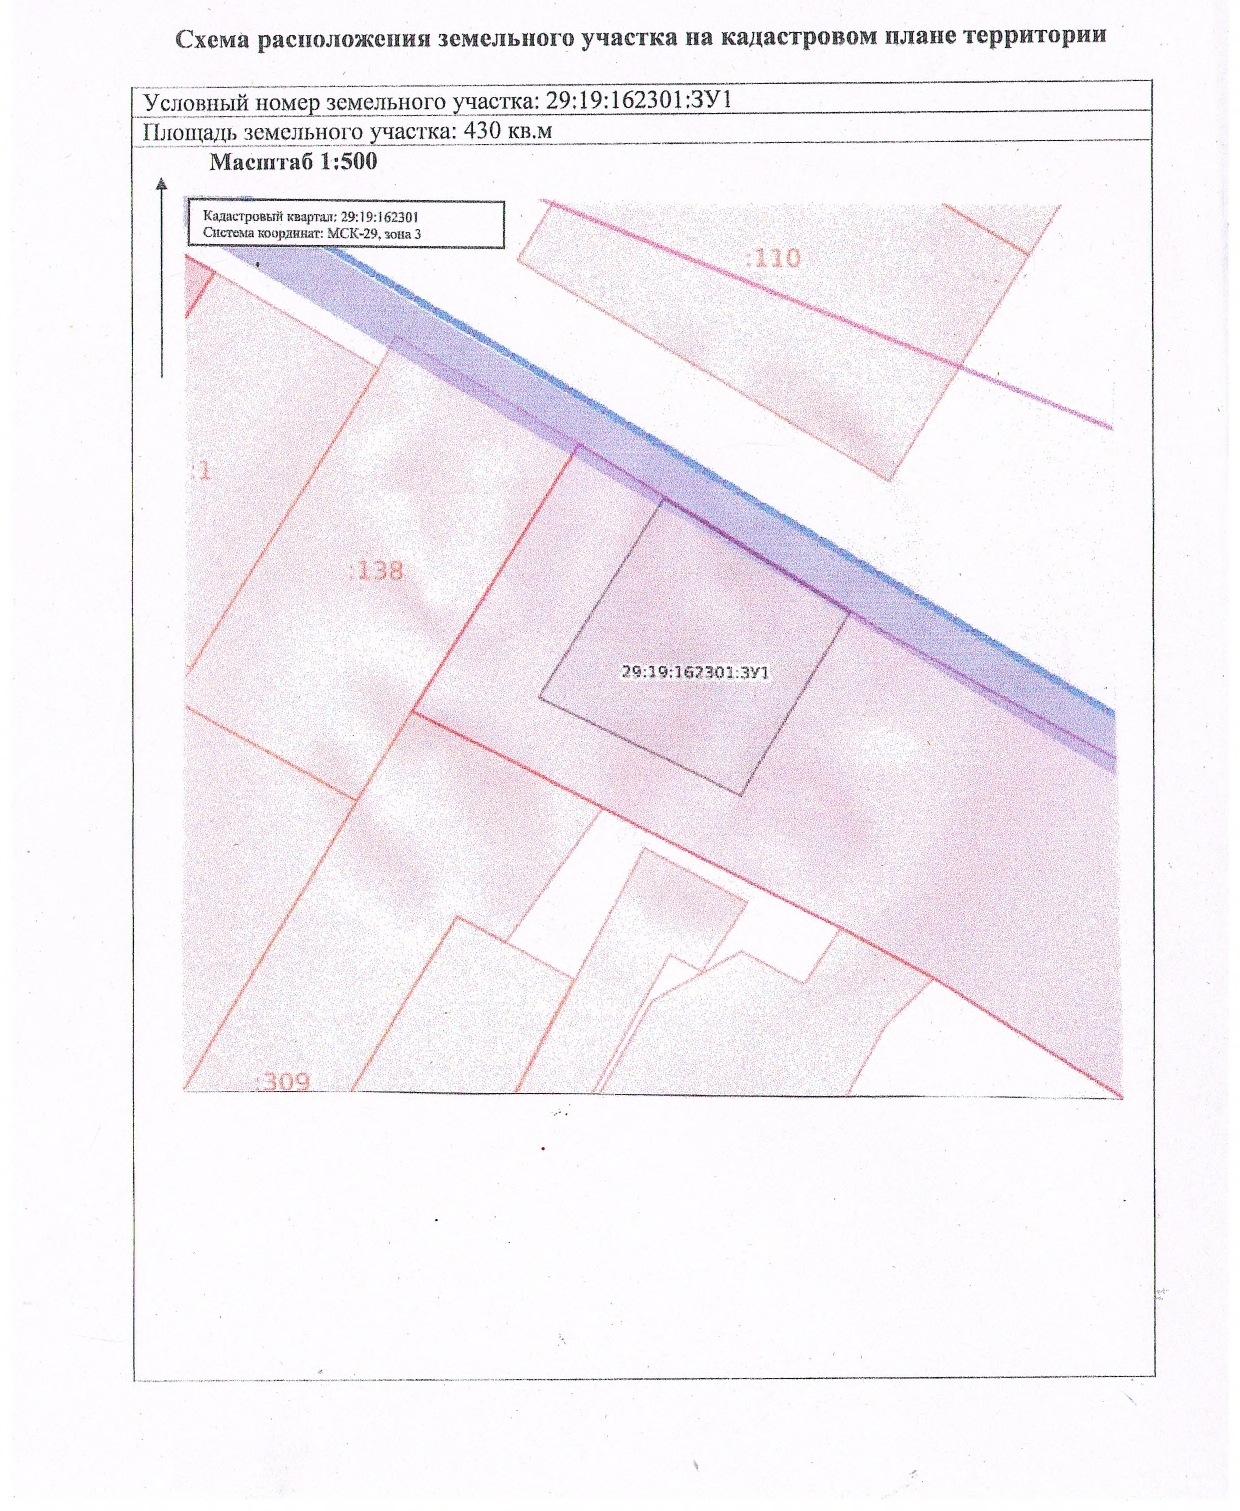 Схема расположения земельного участка на кадастровом плане территории
Условный номер земельного участка: 29:19:162301:ЗУ1
Площадь земельного участка: 430 кв.м
Масштаб 1:500
Кадастровый квартал: 29:19:162301
Система координат: МСК-29, зона 3
:110
:1
:138
29:19:162301:ЗУ1
:309